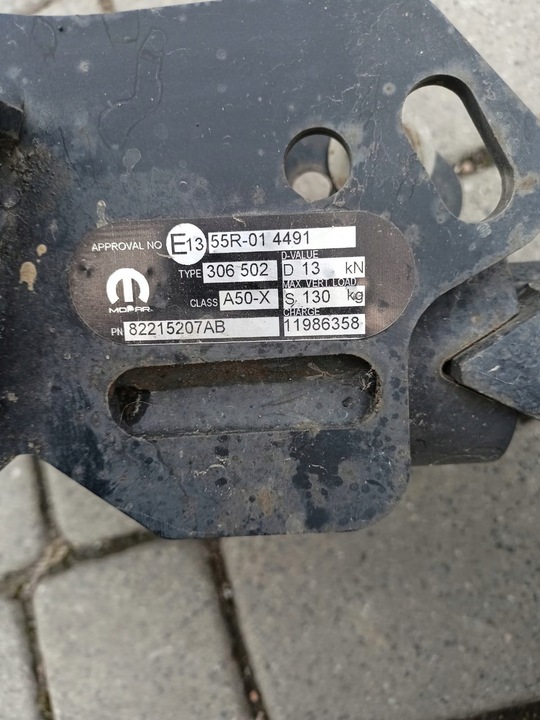 APPROVAL NO E13 55R-01 4491
D-VALUE
TYPE 306 502 D 13 kN
MAX. VERT. LOAD
CLASS A50-X S 130 kg
MOPAR CHARGE
PN 82215207AB 11986358